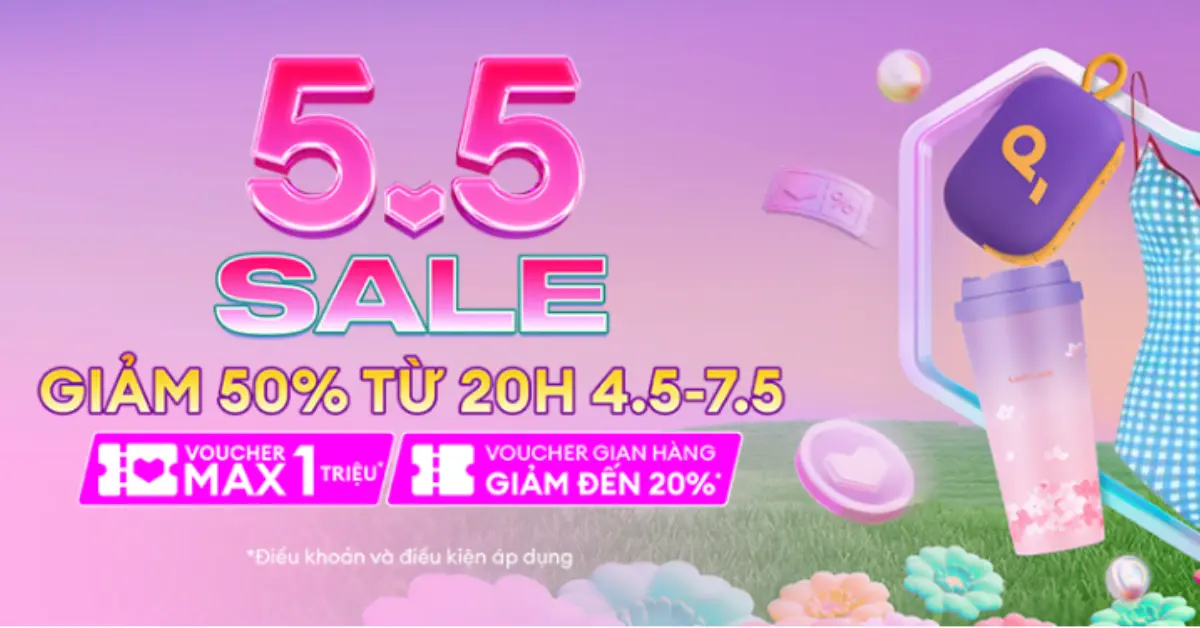 5.5
SALE
GIẢM 50% TỪ 20H 4.5-7.5
VOUCHER
MAX 1 TRIỆU*
VOUCHER GIAN HÀNG
GIẢM ĐẾN 20%*
*Điều khoản và điều kiện áp dụng